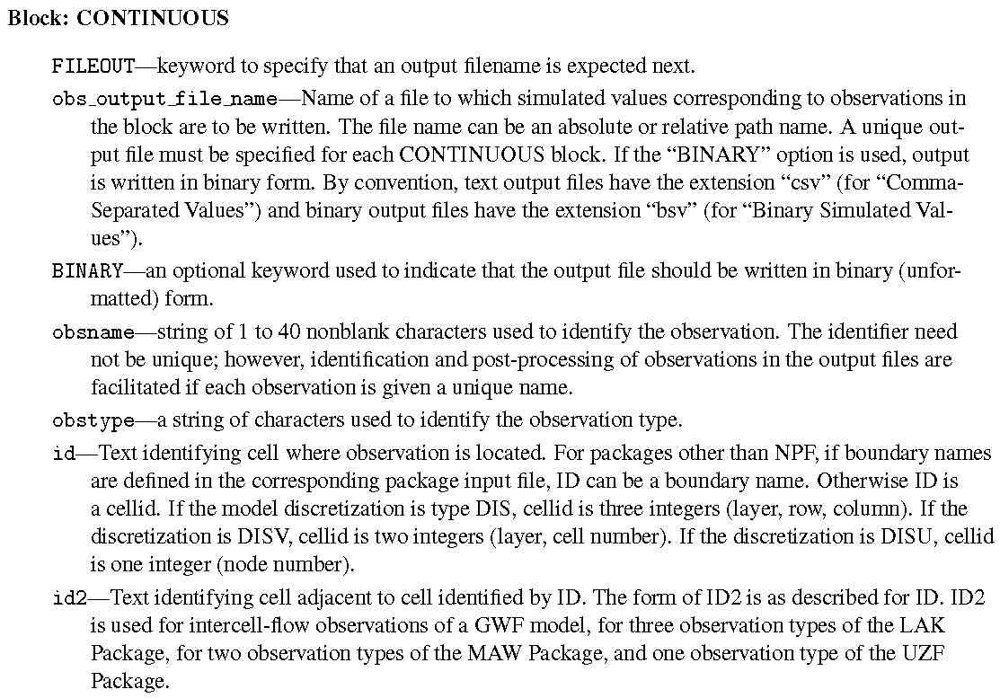 Block: CONTINUOUS
FILEOUT—keyword to specify that an output filename is expected next.
obs_output_file_name—Name of a file to which simulated values corresponding to observations in
the block are to be written. The file name can be an absolute or relative path name. A unique out-
put file must be specified for each CONTINUOUS block. If the “BINARY” option is used, output
is written in binary form. By convention, text output files have the extension “csv” (for “Comma-
Separated Values”) and binary output files have the extension “bsv” (for “Binary Simulated Val-
ues”).
BINARY—an optional keyword used to indicate that the output file should be written in binary (unfor-
matted) form.
obsname—string of 1 to 40 nonblank characters used to identify the observation. The identifier need
not be unique; however, identification and post-processing of observations in the output files are
facilitated if each observation is given a unique name.
obstype—a string of characters used to identify the observation type.
id—Text identifying cell where observation is located. For packages other than NPF, if boundary names
are defined in the corresponding package input file, ID can be a boundary name. Otherwise ID is
a cellid. If the model discretization is type DIS, cellid is three integers (layer, row, column). If the
discretization is DISV, cellid is two integers (layer, cell number). If the discretization is DISU, cellid
is one integer (node number).
id2—Text identifying cell adjacent to cell identified by ID. The form of ID2 is as described for ID. ID2
is used for intercell-flow observations of a GWF model, for three observation types of the LAK
Package, for two observation types of the MAW Package, and one observation type of the UZF
Package.